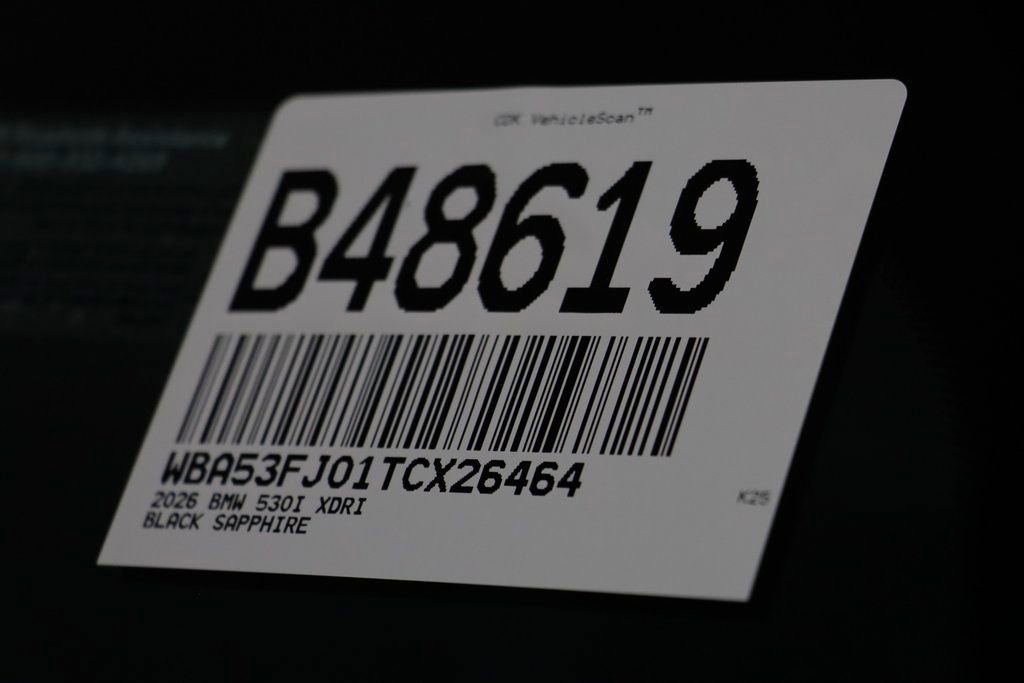 CDK VehicleScan™
B48619
WBA53FJ01TCX26464
2026 BMW 530I XDRI
BLACK SAPPHIRE
K25